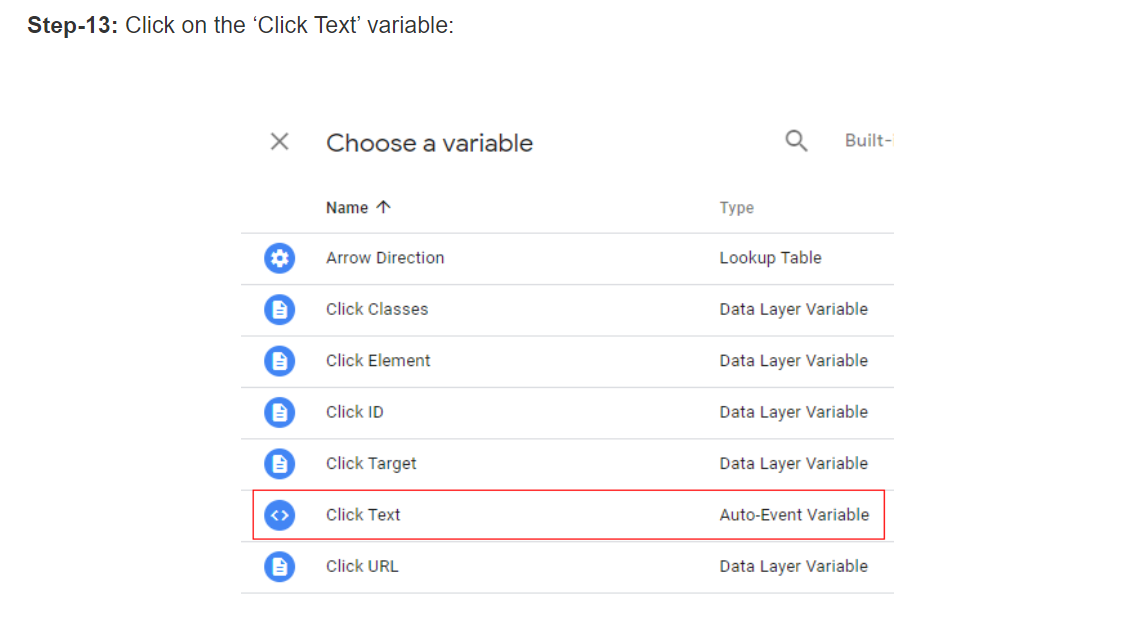 Step-13: Click on the ‘Click Text’ variable:
Choose a variable Built-
Name Type
Arrow Direction Lookup Table
Click Classes Data Layer Variable
Click Element Data Layer Variable
Click ID Data Layer Variable
Click Target Data Layer Variable
Click Text Auto-Event Variable
Click URL Data Layer Variable